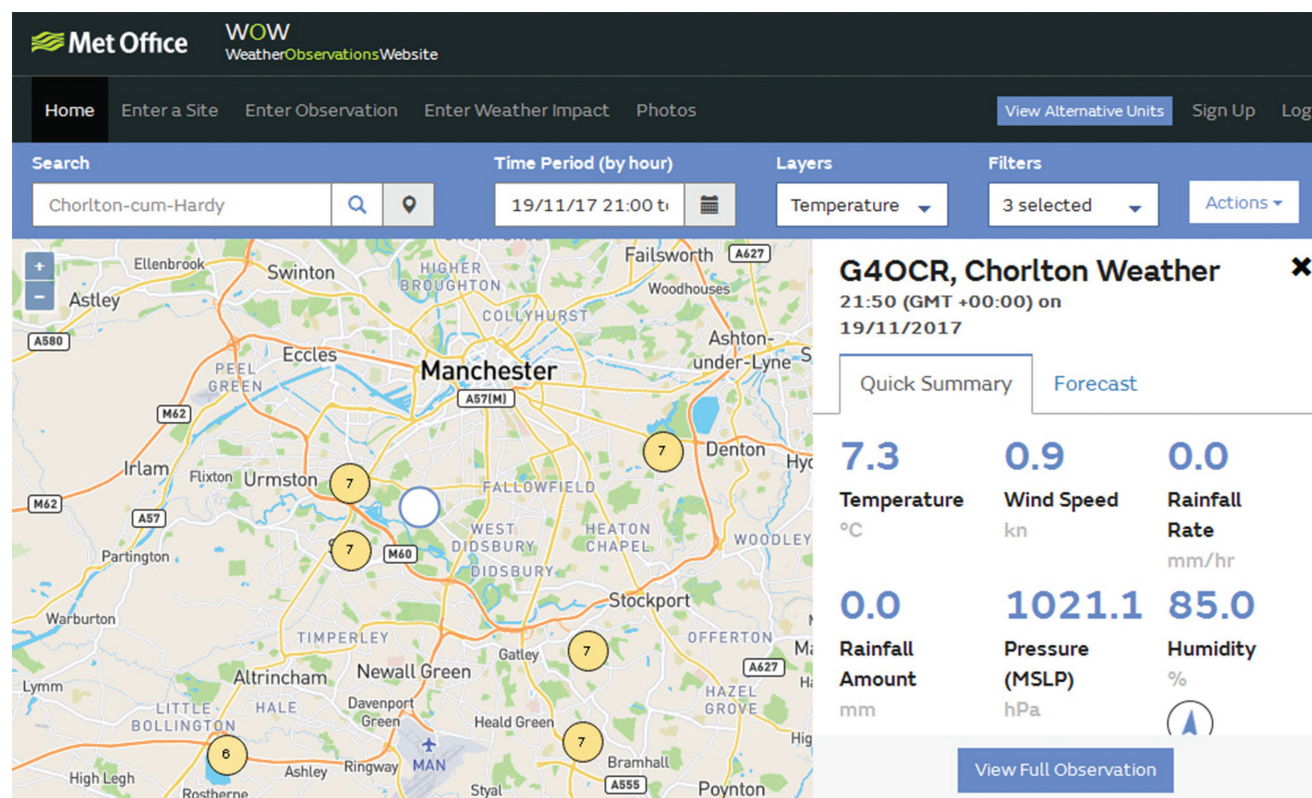 Met Office
WOW
WeatherObservationsWebsite
Home Enter a Site Enter Observation Enter Weather Impact Photos View Alternative Units Sign Up Log
Search Time Period (by hour) Layers Filters
Chorlton-cum-Hardy 19/11/17 21:00 t Temperature 3 selected Actions
+
−
Ellenbrook
Swinton
HIGHER
BROUGHTON
Failsworth
A627
Woodhouses
Astley
COLLYHURST
A580
Eccles
Ashton-
under-Lyne
S
PEEL
GREEN
Manchester
A57(M)
M62
7
Denton
Hyd
Irlam
Flixton
Urmston
7
FALLOWFIELD
M62
A57
WEST
DIDSBURY
HEATON
CHAPEL
WOODLEY
7
M60
Partington
DIDSBURY
Stockport
Warburton
TIMPERLEY
OFFERTON
Gatley
7
A627
Altrincham
Newall Green
Lymm
LITTLE
BOLLINGTON
HALE
Davenport
Green
HAZEL
GROVE
Heald Green
7
6
MAN
Bramhall
High Legh
Ashley
Ringway
A555
Rostherne
Styal
Poynton
G4OCR, Chorlton Weather
21:50 (GMT +00:00) on
19/11/2017
Quick Summary Forecast
7.3 0.9 0.0
Temperature Wind Speed Rainfall
Rate
°C kn mm/hr
0.0 1021.1 85.0
Rainfall
Amount Pressure
(MSLP) Humidity
mm hPa %
View Full Observation